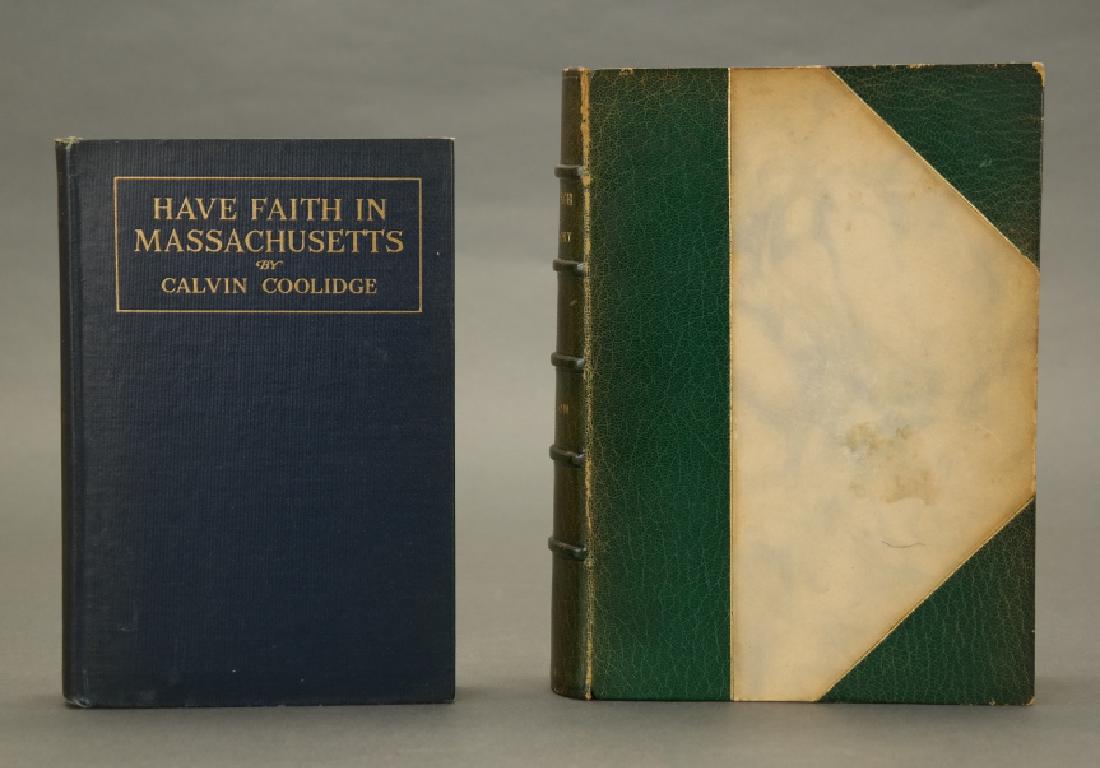 HAVE FAITH IN
MASSACHUSETTS
BY
CALVIN COOLIDGE